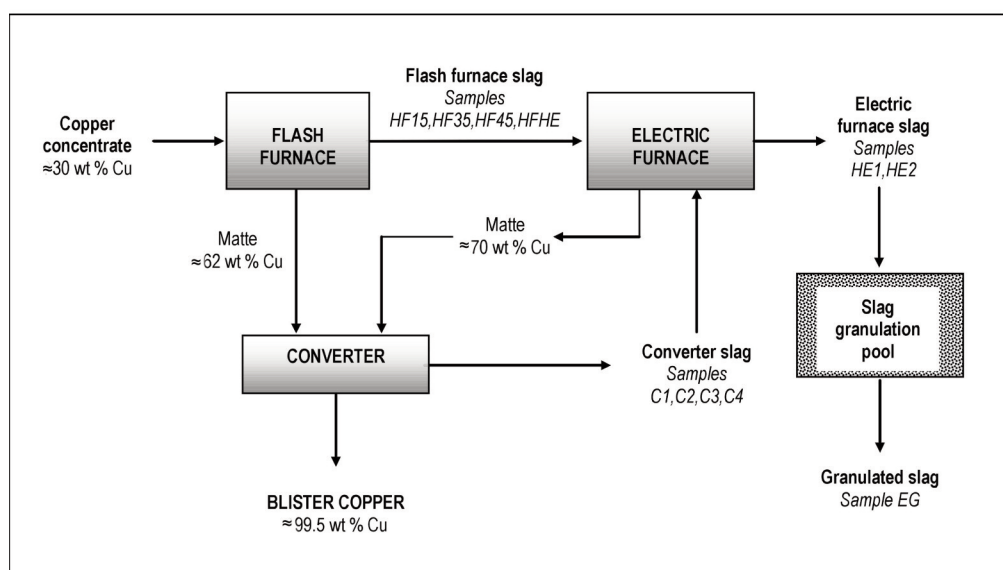 Copper
concentrate
≈30 wt % Cu
FLASH
FURNACE
Flash furnace slag
Samples
HF15,HF35,HF45,HFHE
ELECTRIC
FURNACE
Electric
furnace slag
Samples
HE1,HE2
Matte
≈62 wt % Cu
Matte
≈70 wt % Cu
CONVERTER
Converter slag
Samples
C1,C2,C3,C4
Slag
granulation
pool
BLISTER COPPER
≈99.5 wt % Cu
Granulated slag
Sample EG